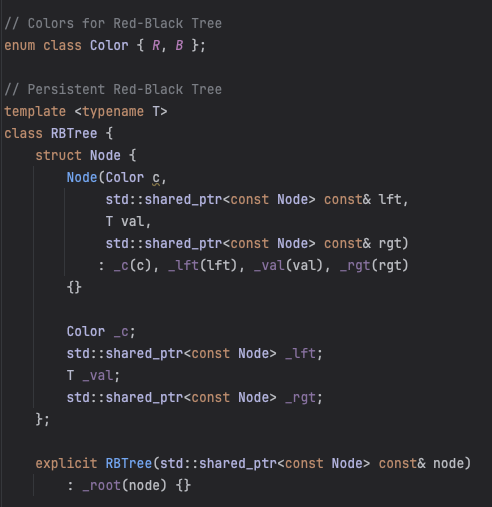 // Colors for Red-Black Tree
enum class Color { R, B };

// Persistent Red-Black Tree
template <typename T>
class RBTree {
    struct Node {
        Node(Color c,
             std::shared_ptr<const Node> const& lft,
             T val,
             std::shared_ptr<const Node> const& rgt)
            : _c(c), _lft(lft), _val(val), _rgt(rgt)
        {}

        Color _c;
        std::shared_ptr<const Node> _lft;
        T _val;
        std::shared_ptr<const Node> _rgt;
    };

    explicit RBTree(std::shared_ptr<const Node> const& node)
        : _root(node) {}